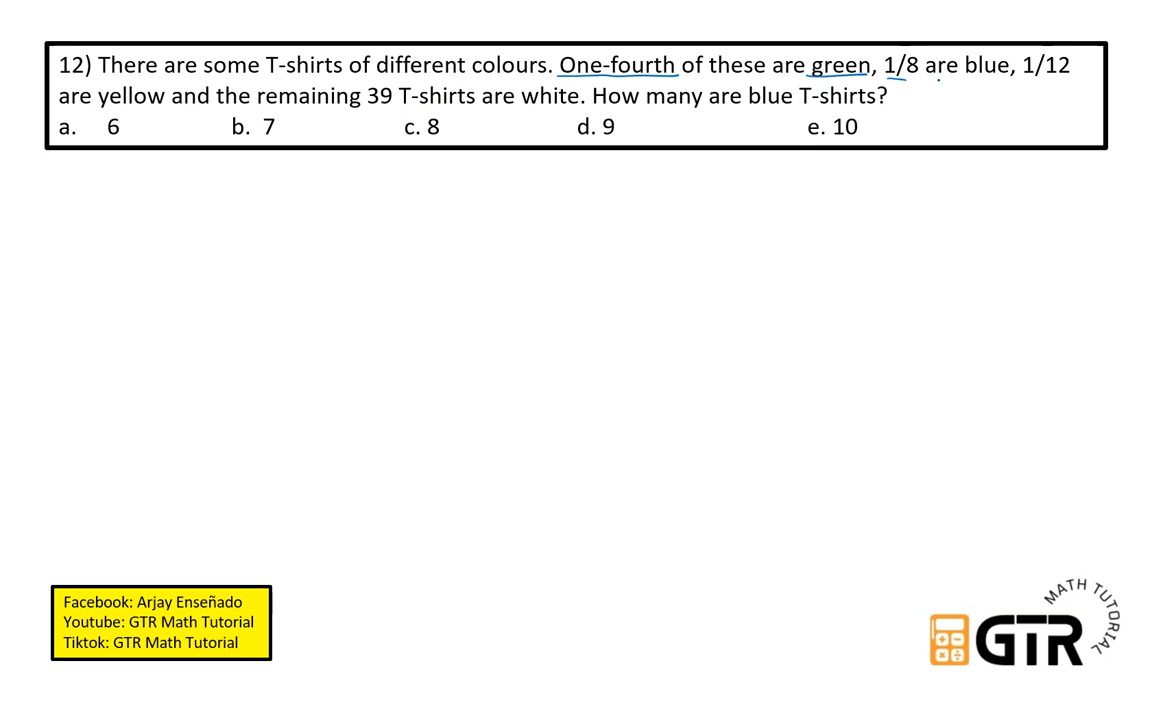 12) There are some T-shirts of different colours. One-fourth of these are green, 1/8 are blue, 1/12
are yellow and the remaining 39 T-shirts are white. How many are blue T-shirts?
a. 6 b. 7 c. 8 d. 9 e. 10
Facebook: Arjay Enseñado
Youtube: GTR Math Tutorial
Tiktok: GTR Math Tutorial
MATH TUTORIAL
GTR